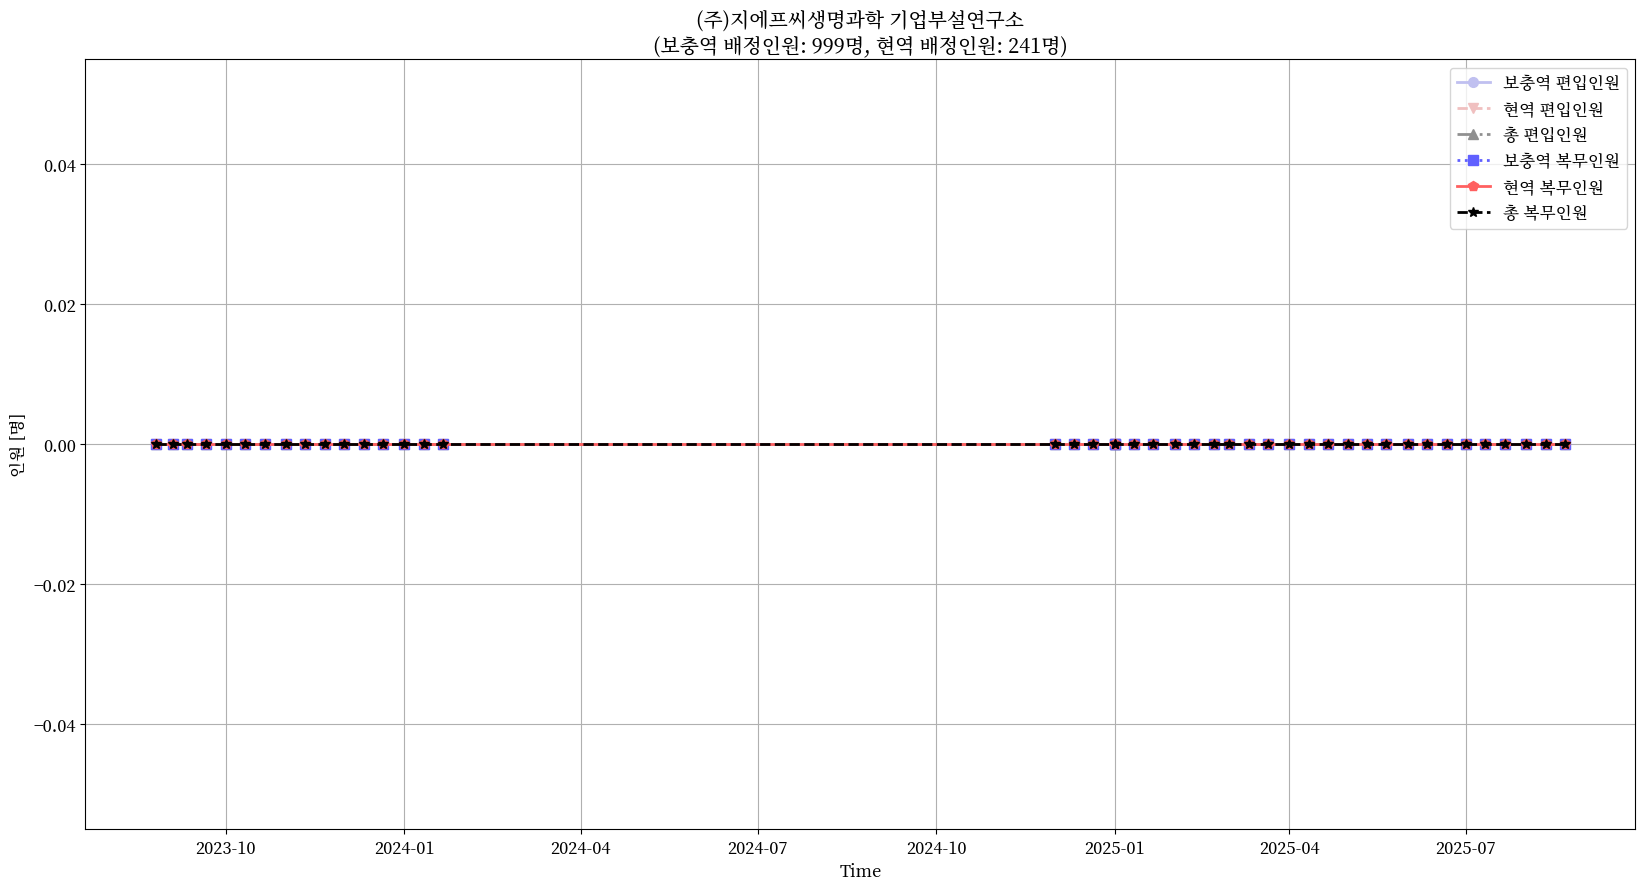 (주)지에프씨생명과학 기업부설연구소
(보충역 배정인원: 999명, 현역 배정인원: 241명)
보충역 편입인원
현역 편입인원
총 편입인원
보충역 복무인원
현역 복무인원
총 복무인원
인원 [명]
0.04
0.02
0.00
−0.02
−0.04
2023-10
2024-01
2024-04
2024-07
2024-10
2025-01
2025-04
2025-07
Time